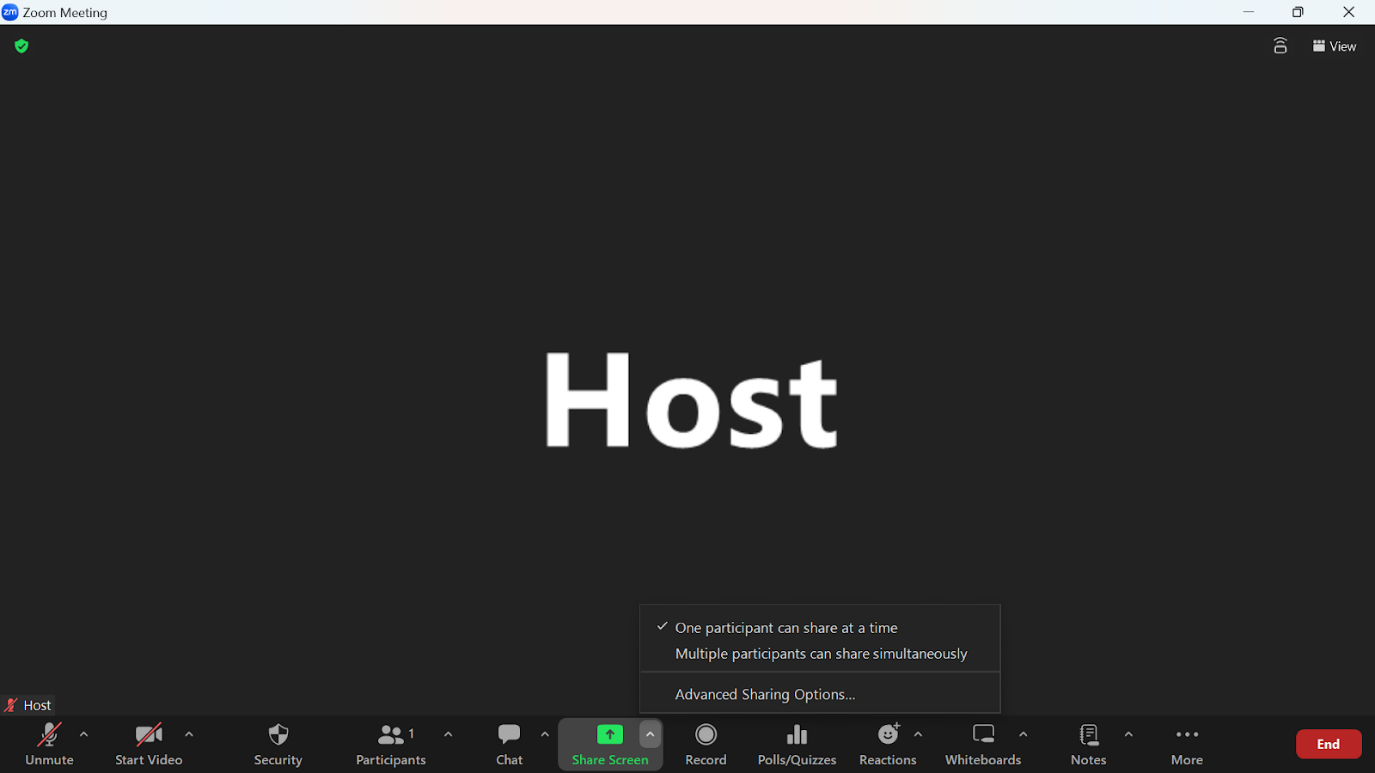 zm Zoom Meeting
View
Host
One participant can share at a time
Multiple participants can share simultaneously
Advanced Sharing Options...
Host
1
Unmute Start Video Security Participants Chat Share Screen Record Polls/Quizzes Reactions Whiteboards Notes More End